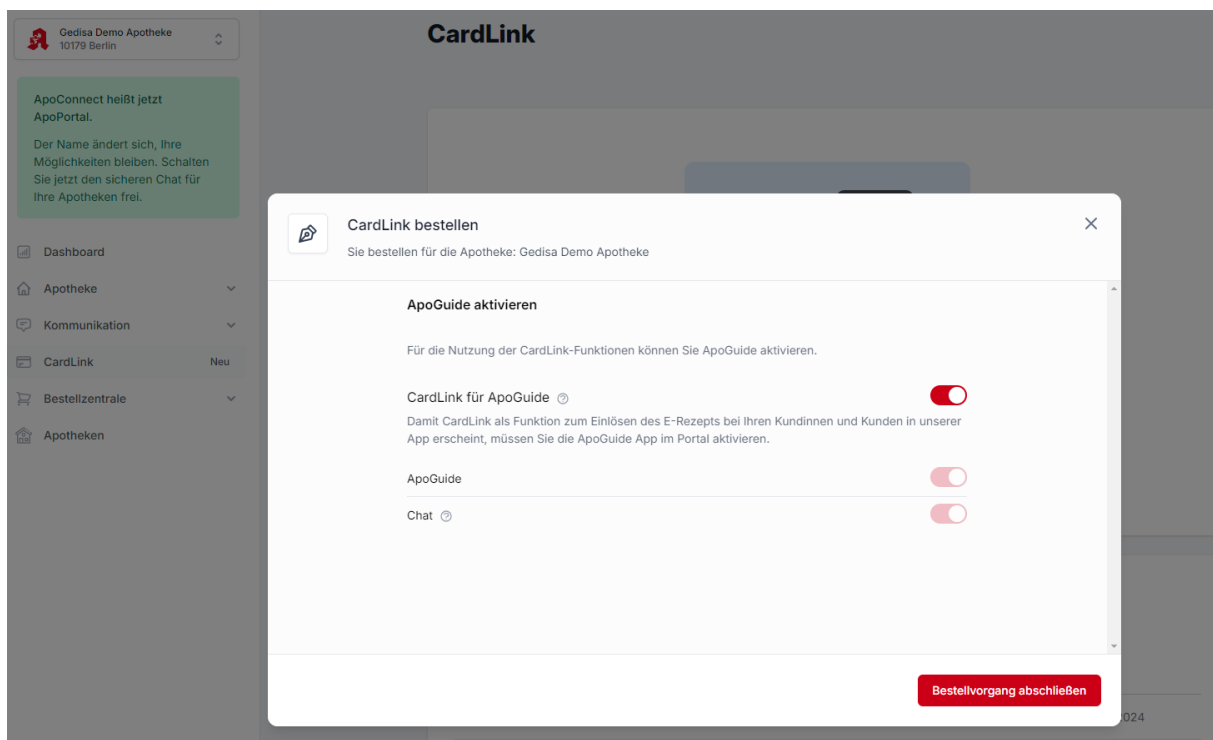 Gedisa Demo Apotheke
10179 Berlin
ApoConnect heißt jetzt
ApoPortal.
Der Name ändert sich, Ihre
Möglichkeiten bleiben. Schalten
Sie jetzt den sicheren Chat für
Ihre Apotheken frei.
Dashboard
Apotheke
Kommunikation
CardLink Neu
Bestellzentrale
Apotheken
CardLink
CardLink bestellen
Sie bestellen für die Apotheke: Gedisa Demo Apotheke
ApoGuide aktivieren
Für die Nutzung der CardLink-Funktionen können Sie ApoGuide aktivieren.
CardLink für ApoGuide
Damit CardLink als Funktion zum Einlösen des E-Rezepts bei Ihren Kundinnen und Kunden in unserer
App erscheint, müssen Sie die ApoGuide App im Portal aktivieren.
ApoGuide
Chat
Bestellvorgang abschließen